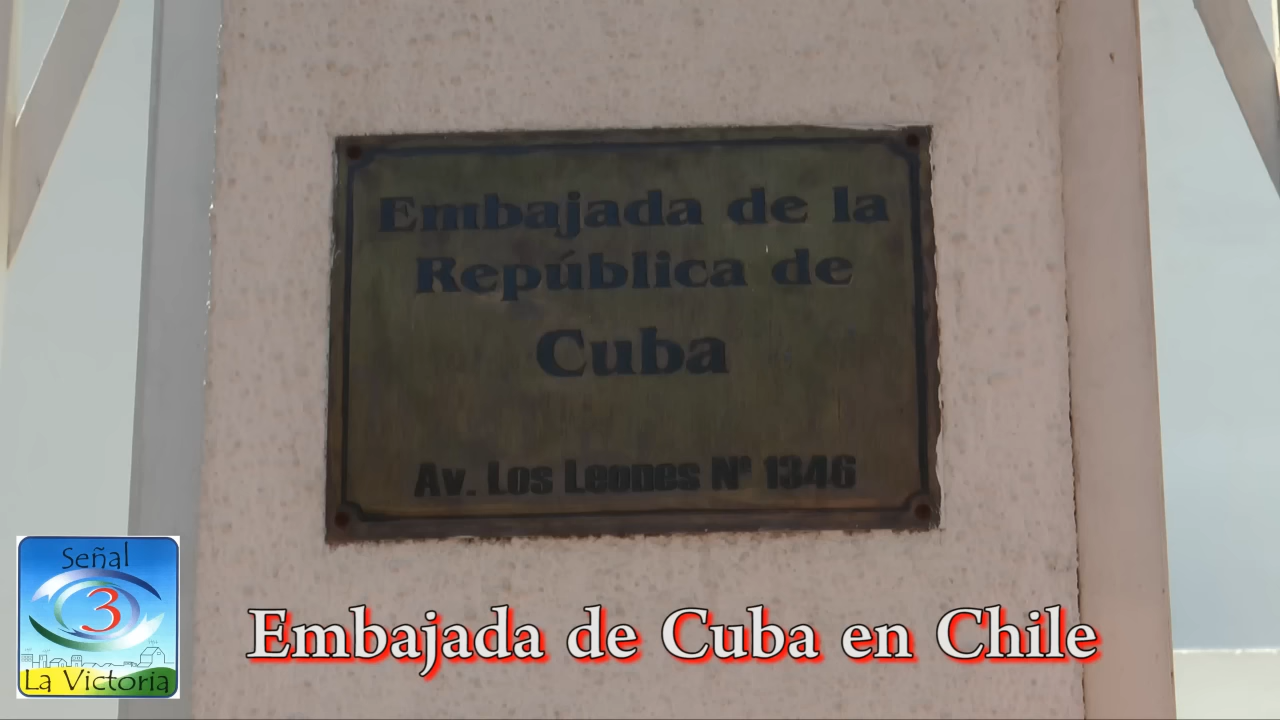 Embajada de la
República de
Cuba
Av. Los Leones Nº 1346
Señal
3
La Victoria
Embajada de Cuba en Chile